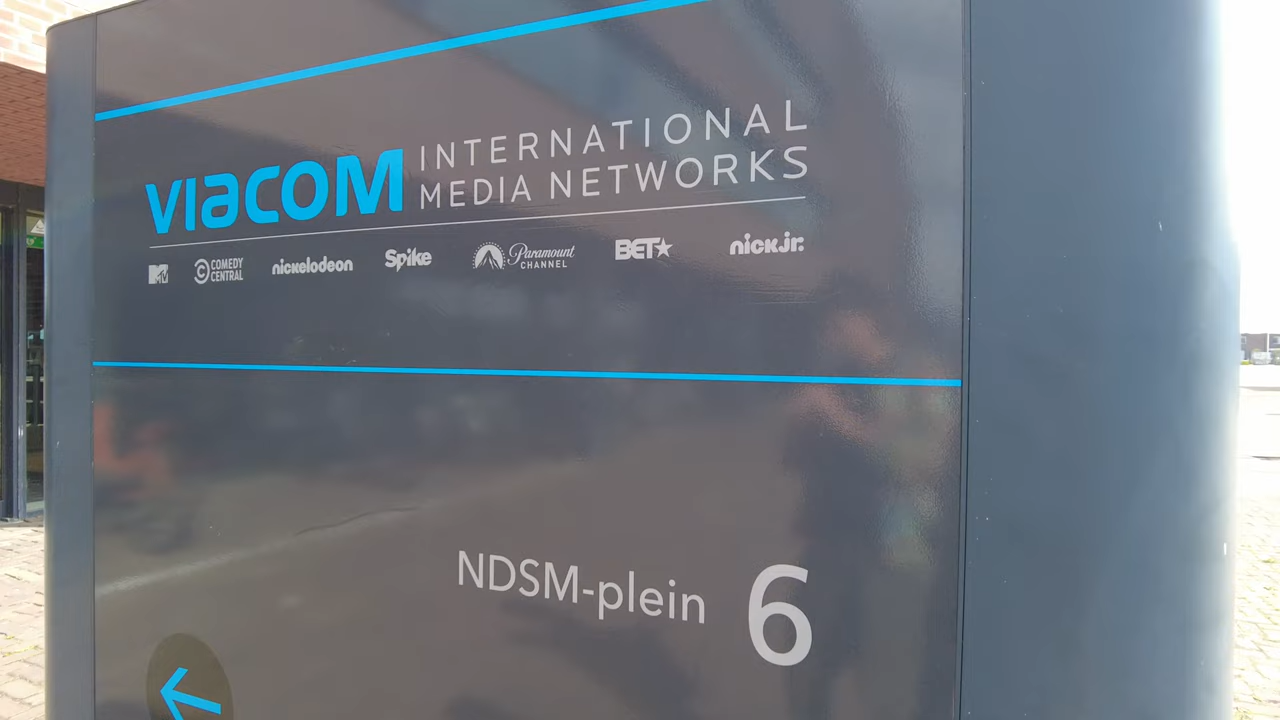 VIACOM INTERNATIONAL
MEDIA NETWORKS
MTV COMEDY CENTRAL nickelodeon Spike Paramount CHANNEL BET nick jr.
NDSM-plein 6